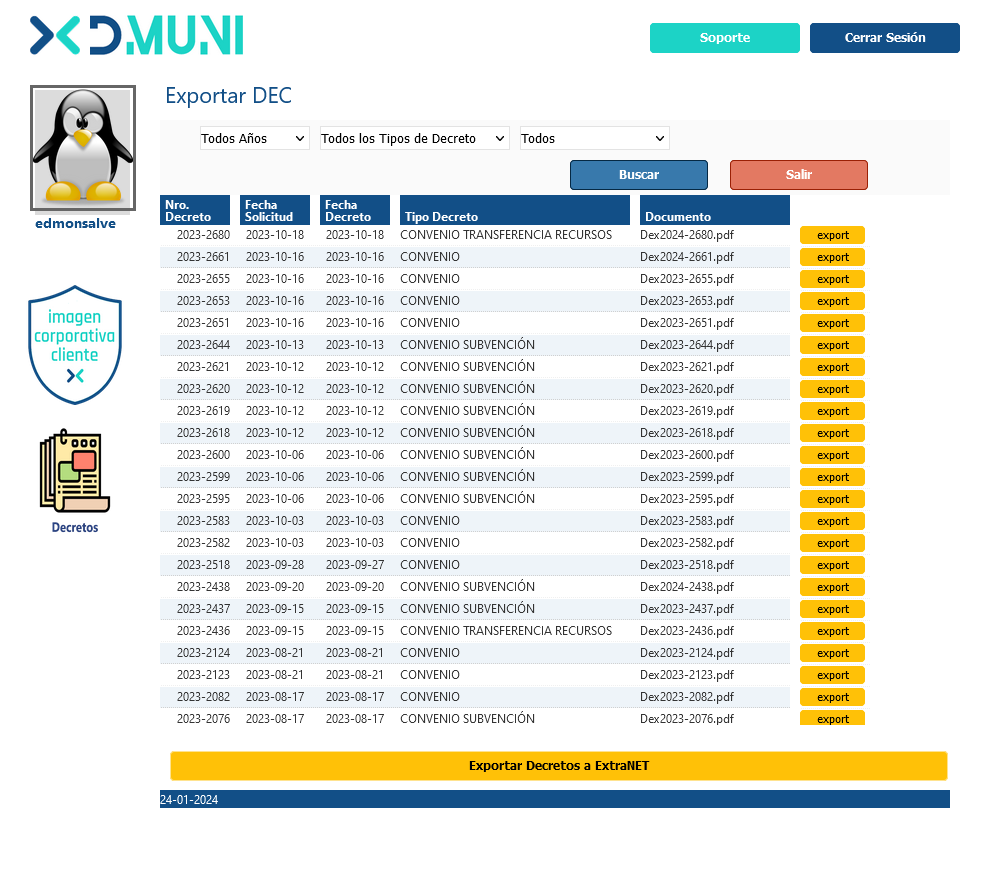 DMUNI
Soporte
Cerrar Sesión
edmonsalve
imagen
corporativa
cliente
Decretos
Exportar DEC
Todos Años Todos los Tipos de Decreto Todos
Buscar Salir
Nro. Decreto Fecha Solicitud Fecha Decreto Tipo Decreto Documento
2023-2680 2023-10-18 2023-10-18 CONVENIO TRANSFERENCIA RECURSOS Dex2024-2680.pdf export
2023-2661 2023-10-16 2023-10-16 CONVENIO Dex2024-2661.pdf export
2023-2655 2023-10-16 2023-10-16 CONVENIO Dex2023-2655.pdf export
2023-2653 2023-10-16 2023-10-16 CONVENIO Dex2023-2653.pdf export
2023-2651 2023-10-16 2023-10-16 CONVENIO Dex2023-2651.pdf export
2023-2644 2023-10-13 2023-10-13 CONVENIO SUBVENCIÓN Dex2023-2644.pdf export
2023-2621 2023-10-12 2023-10-12 CONVENIO SUBVENCIÓN Dex2023-2621.pdf export
2023-2620 2023-10-12 2023-10-12 CONVENIO SUBVENCIÓN Dex2023-2620.pdf export
2023-2619 2023-10-12 2023-10-12 CONVENIO SUBVENCIÓN Dex2023-2619.pdf export
2023-2618 2023-10-12 2023-10-12 CONVENIO SUBVENCIÓN Dex2023-2618.pdf export
2023-2600 2023-10-06 2023-10-06 CONVENIO SUBVENCIÓN Dex2023-2600.pdf export
2023-2599 2023-10-06 2023-10-06 CONVENIO SUBVENCIÓN Dex2023-2599.pdf export
2023-2595 2023-10-06 2023-10-06 CONVENIO SUBVENCIÓN Dex2023-2595.pdf export
2023-2583 2023-10-03 2023-10-03 CONVENIO Dex2023-2583.pdf export
2023-2582 2023-10-03 2023-10-03 CONVENIO Dex2023-2582.pdf export
2023-2518 2023-09-28 2023-09-27 CONVENIO Dex2023-2518.pdf export
2023-2438 2023-09-20 2023-09-20 CONVENIO SUBVENCIÓN Dex2024-2438.pdf export
2023-2437 2023-09-15 2023-09-15 CONVENIO SUBVENCIÓN Dex2023-2437.pdf export
2023-2436 2023-09-15 2023-09-15 CONVENIO TRANSFERENCIA RECURSOS Dex2023-2436.pdf export
2023-2124 2023-08-21 2023-08-21 CONVENIO Dex2023-2124.pdf export
2023-2123 2023-08-21 2023-08-21 CONVENIO Dex2023-2123.pdf export
2023-2082 2023-08-17 2023-08-17 CONVENIO Dex2023-2082.pdf export
2023-2076 2023-08-17 2023-08-17 CONVENIO SUBVENCIÓN Dex2023-2076.pdf export
Exportar Decretos a ExtraNET
24-01-2024